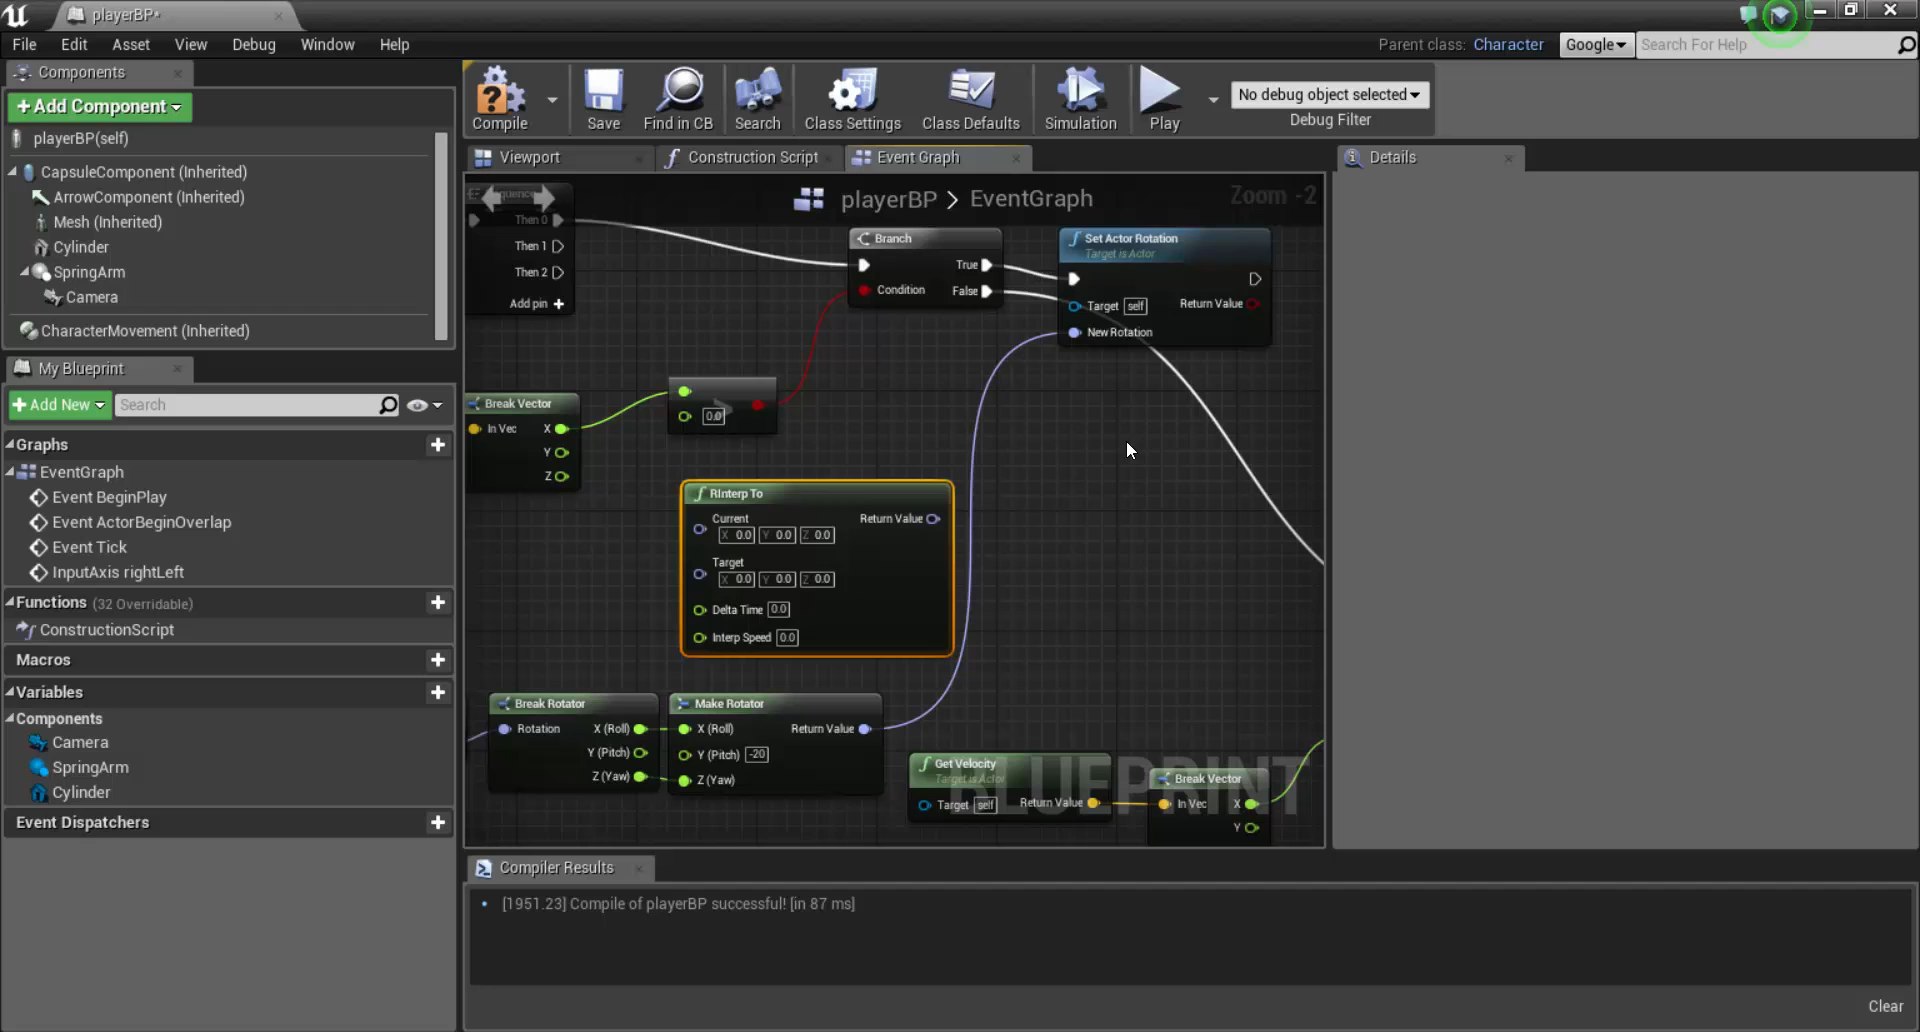 playerBP*
File Edit Asset View Debug Window Help
Parent class: Character Google Search For Help
Components
+Add Component
playerBP(self)
CapsuleComponent (Inherited)
ArrowComponent (Inherited)
Mesh (Inherited)
Cylinder
SpringArm
Camera
CharacterMovement (Inherited)
My Blueprint
+Add New Search
Graphs
EventGraph
Event BeginPlay
Event ActorBeginOverlap
Event Tick
InputAxis rightLeft
Functions (32 Overridable)
ConstructionScript
Macros
Variables
Components
Camera
SpringArm
Cylinder
Event Dispatchers
Compile Save Find in CB Search Class Settings Class Defaults Simulation Play
No debug object selected
Debug Filter
Viewport Construction Script Event Graph
playerBP > EventGraph
Zoom -2
Then 0
Then 1
Then 2
Add pin +
Branch
True
Condition False
Set Actor Rotation
Target is Actor
Target self Return Value
New Rotation
Break Vector
In Vec X
Y
Z
> 0.0
RInterp To
Current Return Value
X 0.0 Y 0.0 Z 0.0
Target
X 0.0 Y 0.0 Z 0.0
Delta Time 0.0
Interp Speed 0.0
Break Rotator
Rotation X (Roll)
Y (Pitch)
Z (Yaw)
Make Rotator
X (Roll) Return Value
Y (Pitch) -20
Z (Yaw)
Get Velocity
Target is Actor
Target self Return Value
Break Vector
In Vec X
Y
BLUEPRINT
Details
Compiler Results
• [1951.23] Compile of playerBP successful! [in 87 ms]
Clear